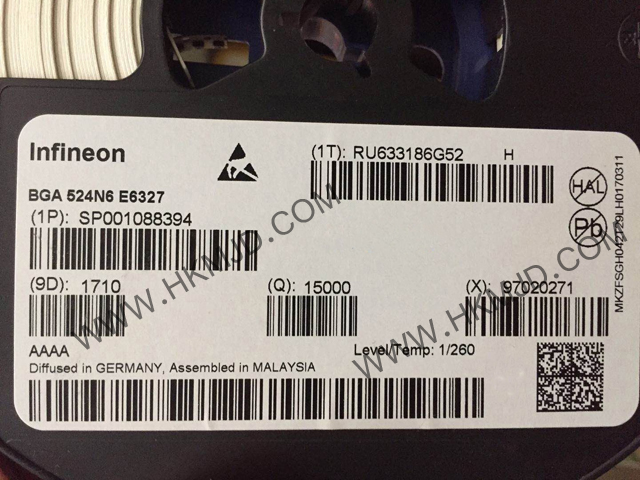 Infineon
(1T): RU633186G52 H
BGA 524N6 E6327
(1P): SP001088394
HAL
Pb
(9D): 1710
(Q): 15000
(X): 97020271
AAAA
Level/Temp: 1/260
Diffused in GERMANY, Assembled in MALAYSIA
MKZFSGH042T29LH0170311
WWW.HKMJD.COM
WWW.HKMJD.COM